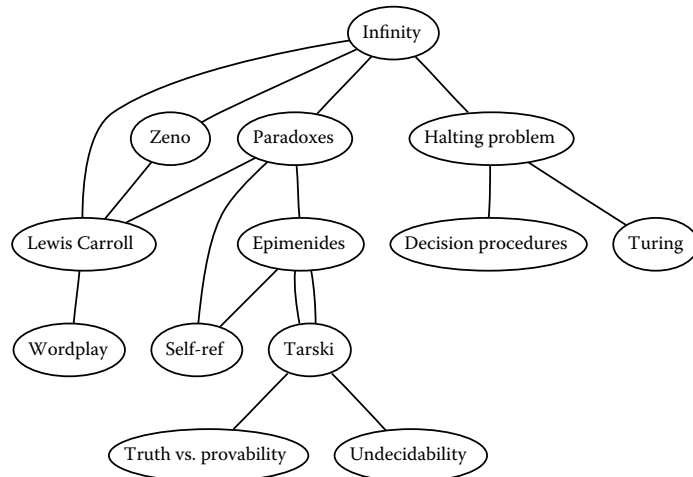 Infinity
Zeno
Paradoxes
Halting problem
Lewis Carroll
Epimenides
Decision procedures
Turing
Wordplay
Self-ref
Tarski
Truth vs. provability
Undecidability